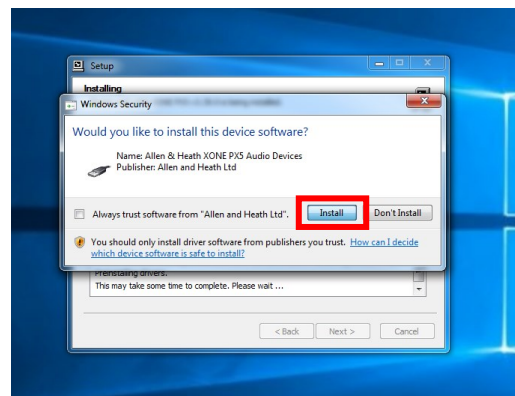 Setup
Installing
Windows Security
Would you like to install this device software?
Name: Allen & Heath XONE PX5 Audio Devices
Publisher: Allen and Heath Ltd
Always trust software from "Allen and Heath Ltd".
Install
Don't Install
You should only install driver software from publishers you trust. How can I decide
which device software is safe to install?
Preinstalling drivers.
This may take some time to complete. Please wait ...
< Back
Next >
Cancel